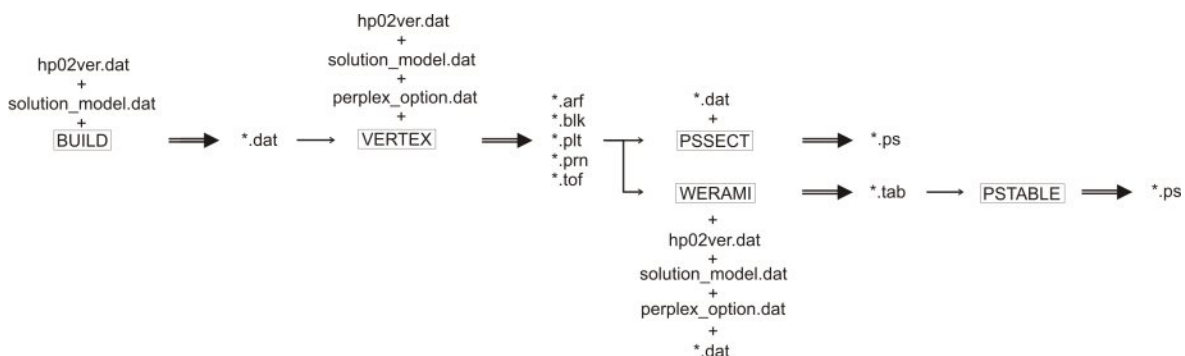 hp02ver.dat
+
solution_model.dat
+
BUILD
*.dat
hp02ver.dat
+
solution_model.dat
+
perplex_option.dat
+
VERTEX
*.arf
*.blk
*.plt
*.prn
*.tof
*.dat
+
PSSECT
*.ps
WERAMI
+
hp02ver.dat
+
solution_model.dat
+
perplex_option.dat
+
*.dat
*.tab
PSTABLE
*.ps